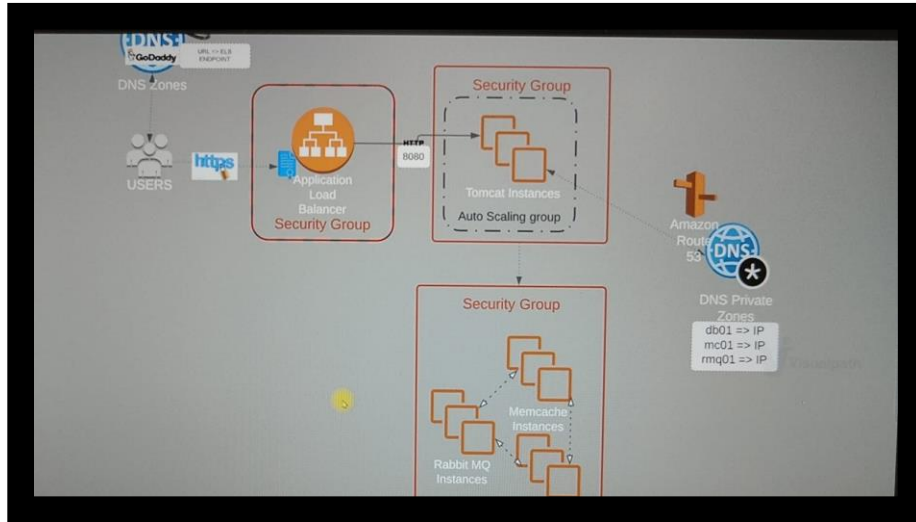 DNS
GoDaddy
URL => ELB
ENDPOINT
DNS Zones
USERS
https
Application
Load
Balancer
Security Group
HTTP
8080
Security Group
Tomcat Instances
Auto Scaling group
Amazon
Route
53
DNS
DNS Private
Zones
db01 => IP
mc01 => IP
rmq01 => IP
Visualpath
Security Group
Memcache
Instances
Rabbit MQ
Instances